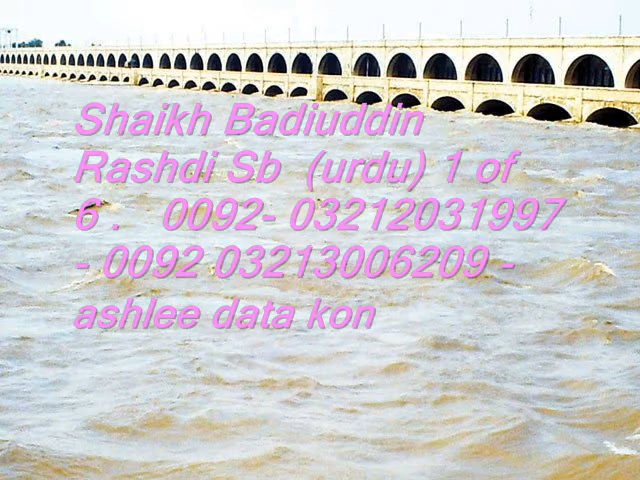 Shaikh Badiuddin
Rashdi Sb (urdu) 1 of
6 . 0092- 03212031997
- 0092 03213006209 -
ashlee data kon